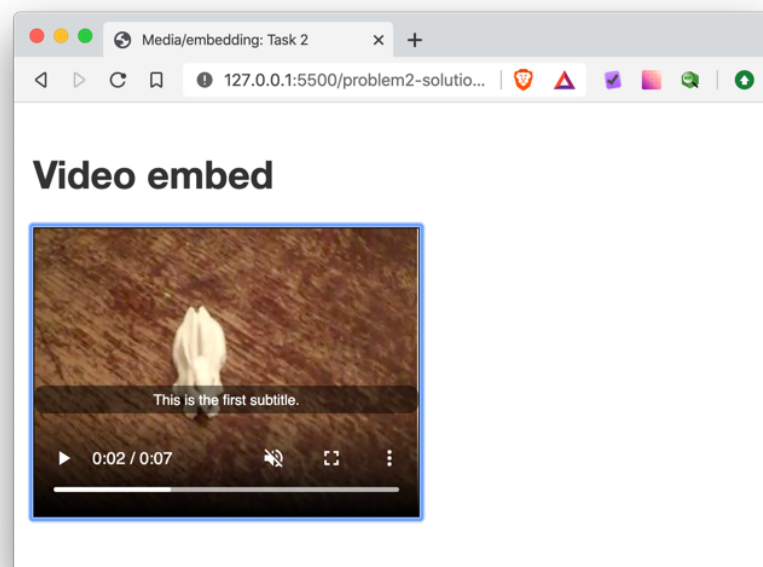 Media/embedding: Task 2
127.0.0.1:5500/problem2-solutio...
Video embed
This is the first subtitle.
0:02 / 0:07